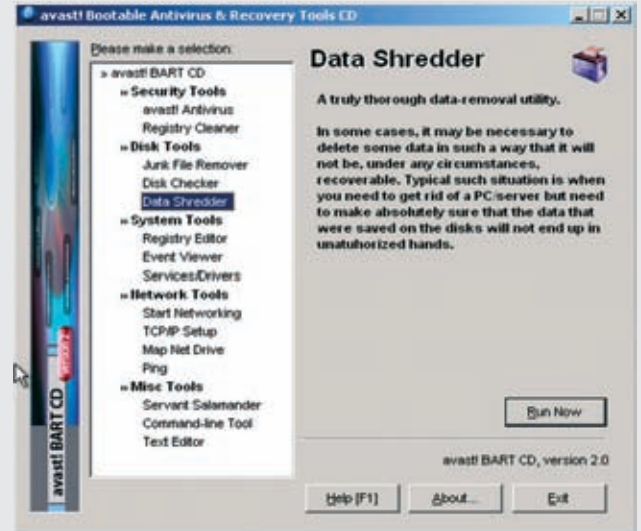 avast! Bootable Antivirus & Recovery Tools CD
Please make a selection:
» avast! BART CD
» Security Tools
avast! Antivirus
Registry Cleaner
» Disk Tools
Junk File Remover
Disk Checker
Data Shredder
» System Tools
Registry Editor
Event Viewer
Services/Drivers
» Network Tools
Start Networking
TCP/IP Setup
Map Net Drive
Ping
» Misc Tools
Servant Salamander
Command-line Tool
Text Editor
avast! BART CD
version 2
Data Shredder
A truly thorough data-removal utility.
In some cases, it may be necessary to
delete some data in such a way that it will
not be, under any circumstances,
recoverable. Typical such situation is when
you need to get rid of a PC/server but need
to make absolutely sure that the data that
were saved on the disks will not end up in
unatuhorized hands.
Run Now
avast! BART CD, version 2.0
Help [F1]
About...
Exit